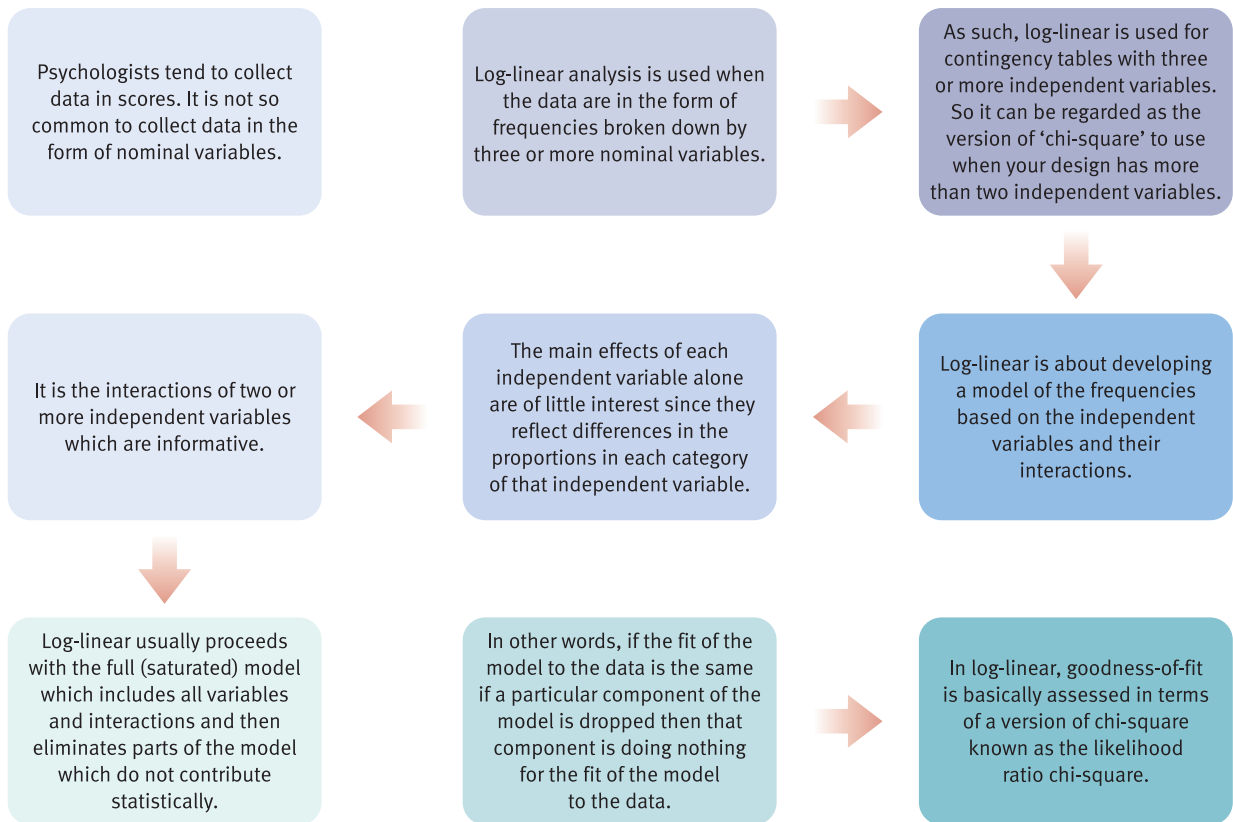 Psychologists tend to collect
data in scores. It is not so
common to collect data in the
form of nominal variables.
Log-linear analysis is used when
the data are in the form of
frequencies broken down by
three or more nominal variables.
As such, log-linear is used for
contingency tables with three
or more independent variables.
So it can be regarded as the
version of ‘chi-square’ to use
when your design has more
than two independent variables.
Log-linear is about developing
a model of the frequencies
based on the independent
variables and their
interactions.
The main effects of each
independent variable alone
are of little interest since they
reflect differences in the
proportions in each category
of that independent variable.
It is the interactions of two or
more independent variables
which are informative.
Log-linear usually proceeds
with the full (saturated) model
which includes all variables
and interactions and then
eliminates parts of the model
which do not contribute
statistically.
In other words, if the fit of the
model to the data is the same
if a particular component of the
model is dropped then that
component is doing nothing
for the fit of the model
to the data.
In log-linear, goodness-of-fit
is basically assessed in terms
of a version of chi-square
known as the likelihood
ratio chi-square.